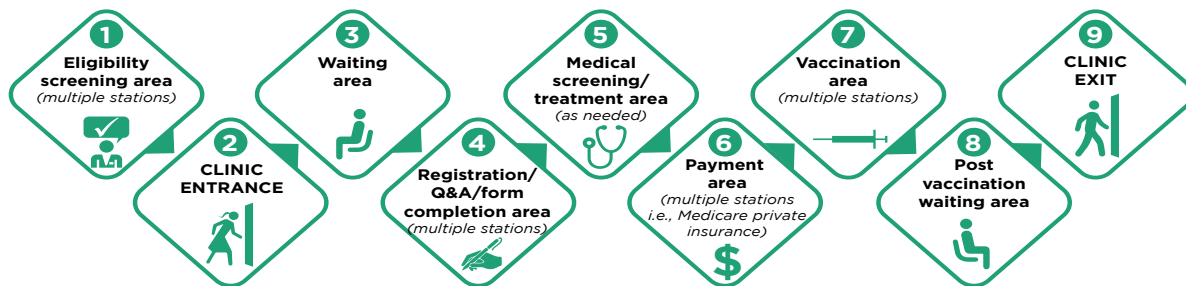 1
Eligibility
screening area
(multiple stations)
2
CLINIC
ENTRANCE
3
Waiting
area
4
Registration/
Q&A/form
completion area
(multiple stations)
5
Medical
screening/
treatment area
(as needed)
6
Payment
area
(multiple stations
i.e., Medicare private
insurance)
$
7
Vaccination
area
(multiple stations)
8
Post
vaccination
waiting area
9
CLINIC
EXIT